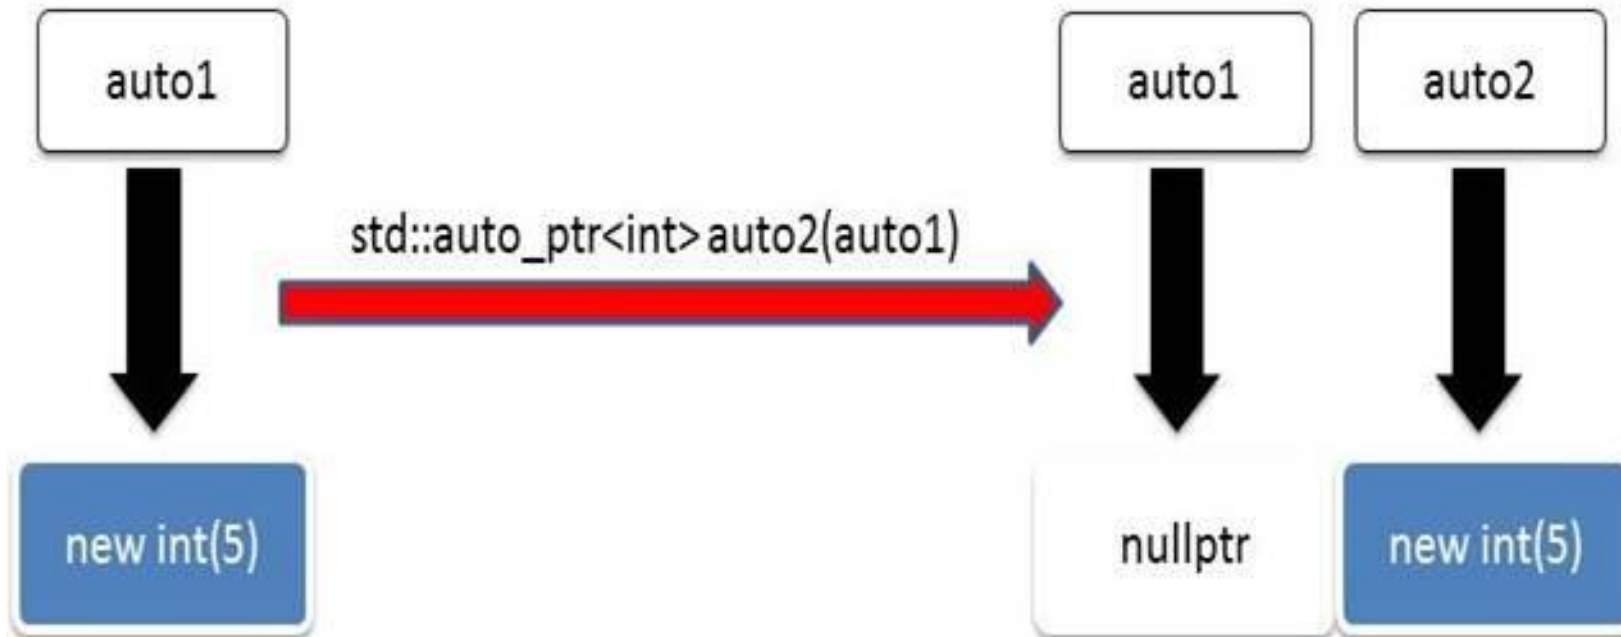 auto1
auto1
auto2
std::auto_ptr<int> auto2(auto1)
new int(5)
nullptr
new int(5)